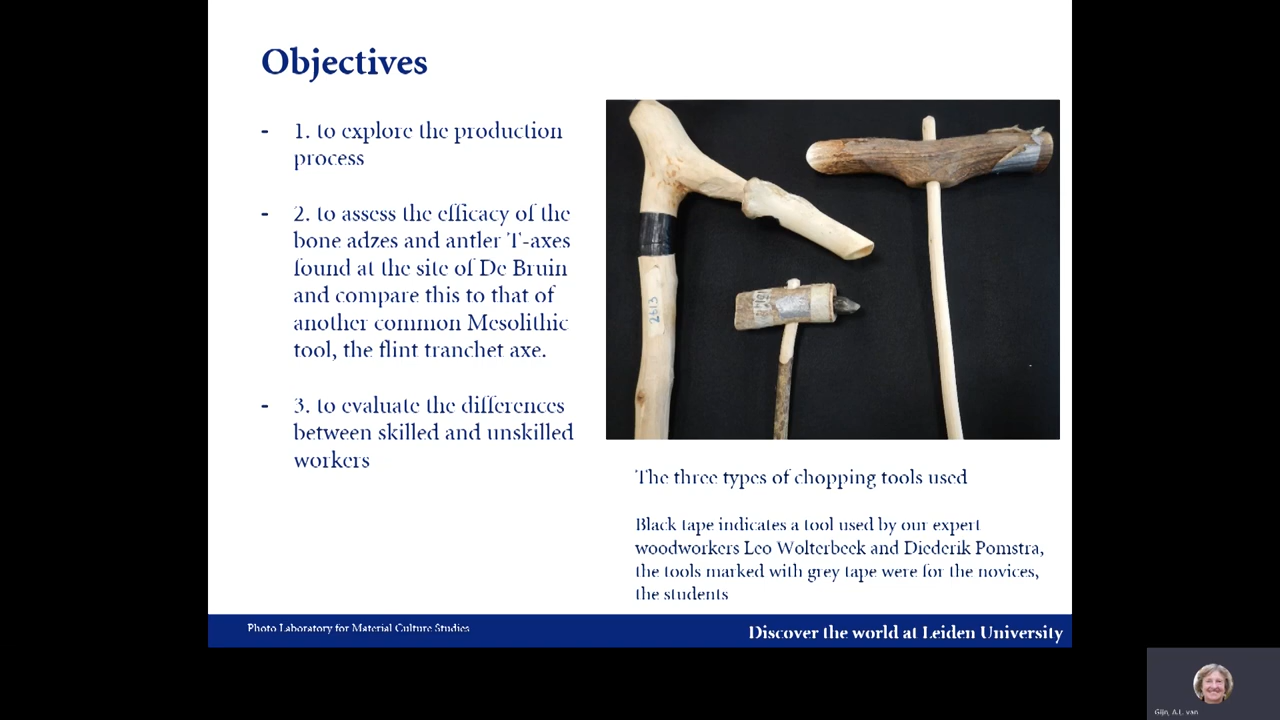 Objectives
- 1. to explore the production
process
- 2. to assess the efficacy of the
bone adzes and antler T-axes
found at the site of De Bruin
and compare this to that of
another common Mesolithic
tool, the flint tranchet axe.
- 3. to evaluate the differences
between skilled and unskilled
workers
2613
The three types of chopping tools used
Black tape indicates a tool used by our expert
woodworkers Leo Wolterbeek and Diederik Pomstra,
the tools marked with grey tape were for the novices,
the students
Photo Laboratory for Material Culture Studies
Discover the world at Leiden University
Gijn, A.L. van